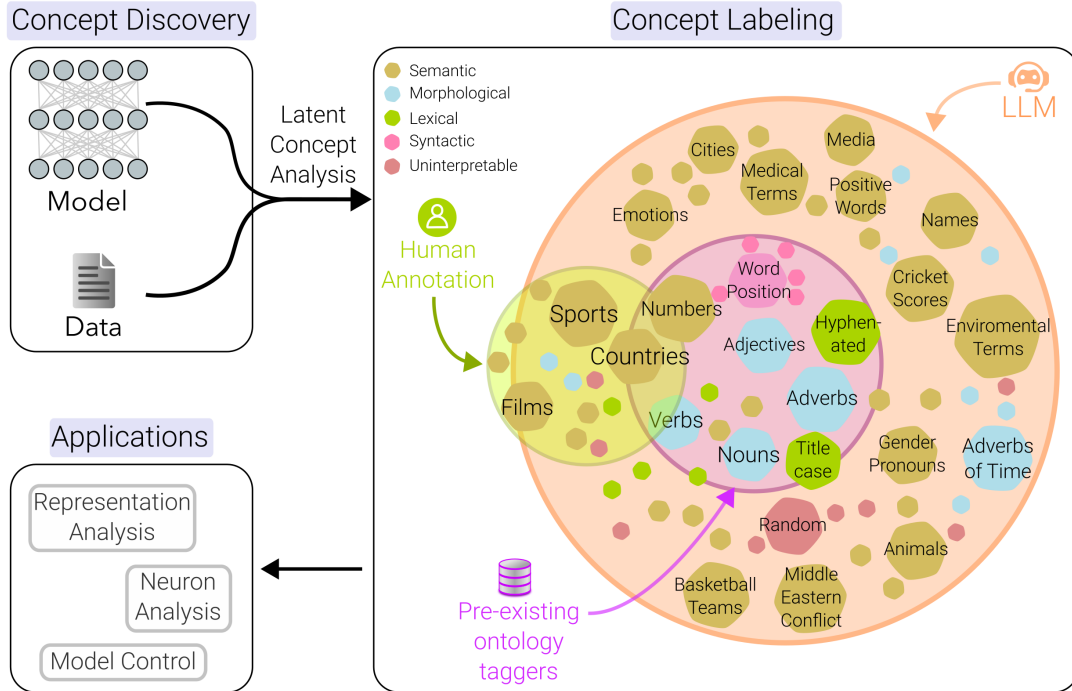 Concept Discovery
Model
Data
Latent
Concept
Analysis
Concept Labeling
Semantic
Morphological
Lexical
Syntactic
Uninterpretable
LLM
Human
Annotation
Cities
Media
Medical
Terms
Positive
Words
Emotions
Names
Word
Position
Cricket
Scores
Sports
Numbers
Hyphen-
ated
Enviromental
Terms
Adjectives
Countries
Films
Verbs
Adverbs
Nouns
Title
case
Gender
Pronouns
Adverbs
of Time
Random
Animals
Basketball
Teams
Middle
Eastern
Conflict
Pre-existing
ontology
taggers
Applications
Representation
Analysis
Neuron
Analysis
Model Control